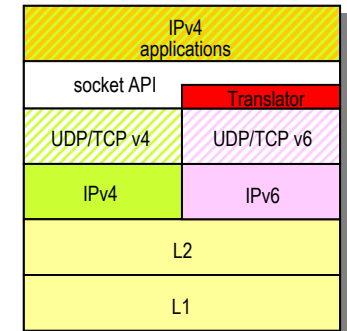 IPv4
applications
socket API
Translator
UDP/TCP v4
UDP/TCP v6
IPv4
IPv6
L2
L1